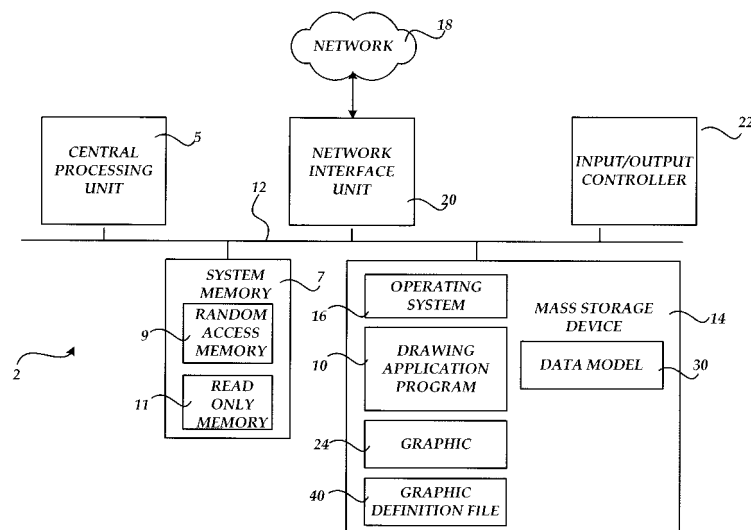 NETWORK
18
CENTRAL
PROCESSING
UNIT
5
NETWORK
INTERFACE
UNIT
20
INPUT/OUTPUT
CONTROLLER
22
12
SYSTEM
MEMORY
7
RANDOM
ACCESS
MEMORY
9
READ
ONLY
MEMORY
11
2
OPERATING
SYSTEM
16
MASS STORAGE
DEVICE
14
DRAWING
APPLICATION
PROGRAM
10
DATA MODEL
30
GRAPHIC
24
GRAPHIC
DEFINITION FILE
40